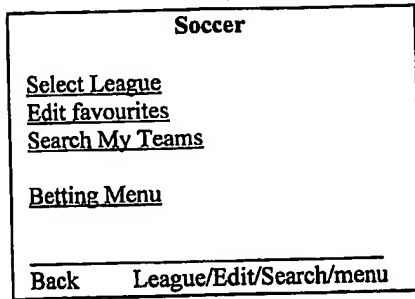 Soccer
Select League
Edit favourites
Search My Teams
Betting Menu
Back League/Edit/Search/menu